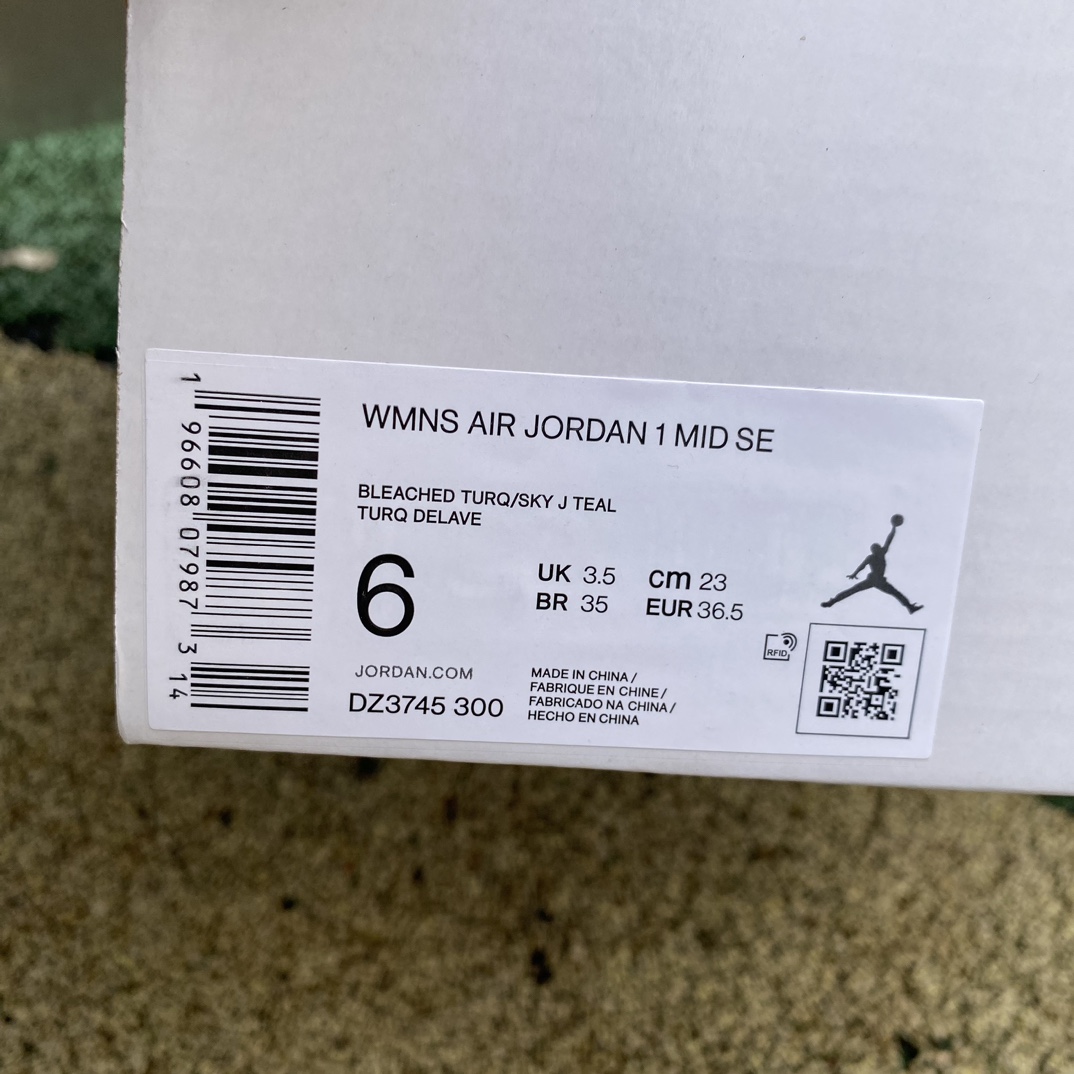 WMNS AIR JORDAN 1 MID SE
BLEACHED TURQ/SKY J TEAL
TURQ DELAVE
6
UK 3.5 cm 23
BR 35 EUR 36.5
JORDAN.COM
DZ3745 300
MADE IN CHINA /
FABRIQUE EN CHINE /
FABRICADO NA CHINA /
HECHO EN CHINA
RFID
1 96608 07987 3 14